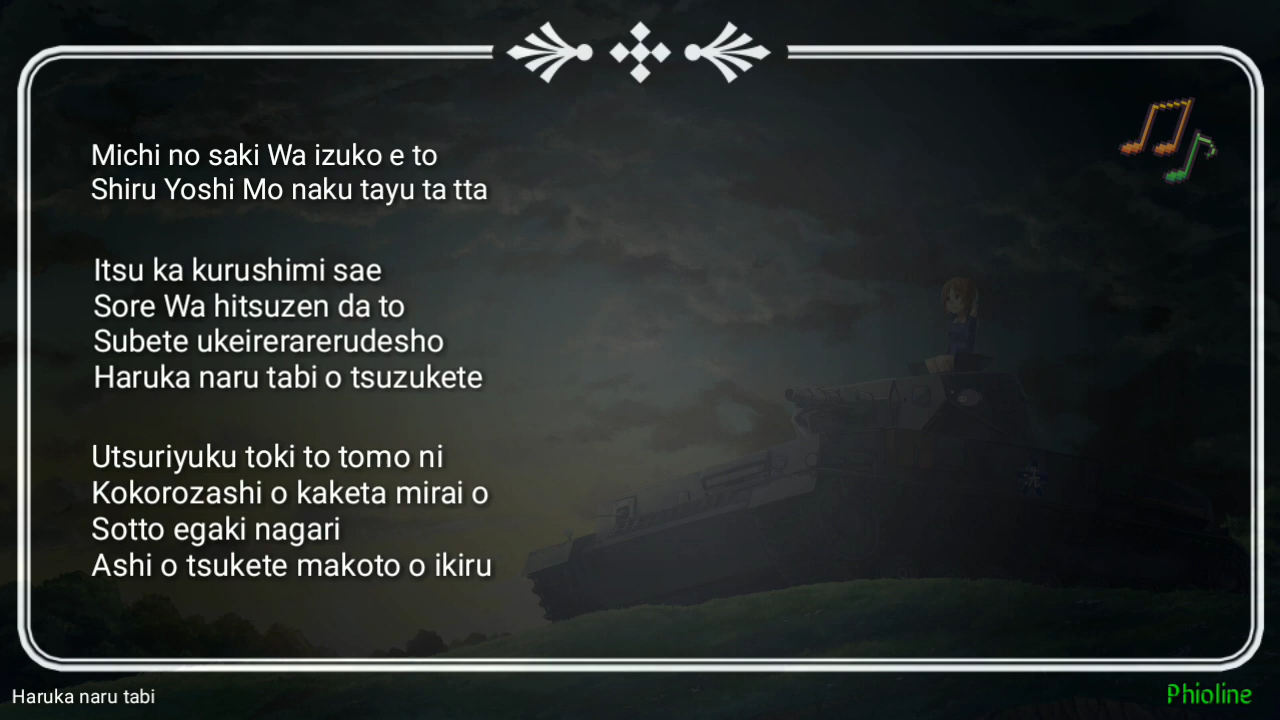 Michi no saki Wa izuko e to
Shiru Yoshi Mo naku tayu ta tta
Itsu ka kurushimi sae
Sore Wa hitsuzen da to
Subete ukeirerarerudesho
Haruka naru tabi o tsuzukete
Utsuriyuku toki to tomo ni
Kokorozashi o kaketa mirai o
Sotto egaki nagari
Ashi o tsukete makoto o ikiru
洗
Haruka naru tabi
Phioline